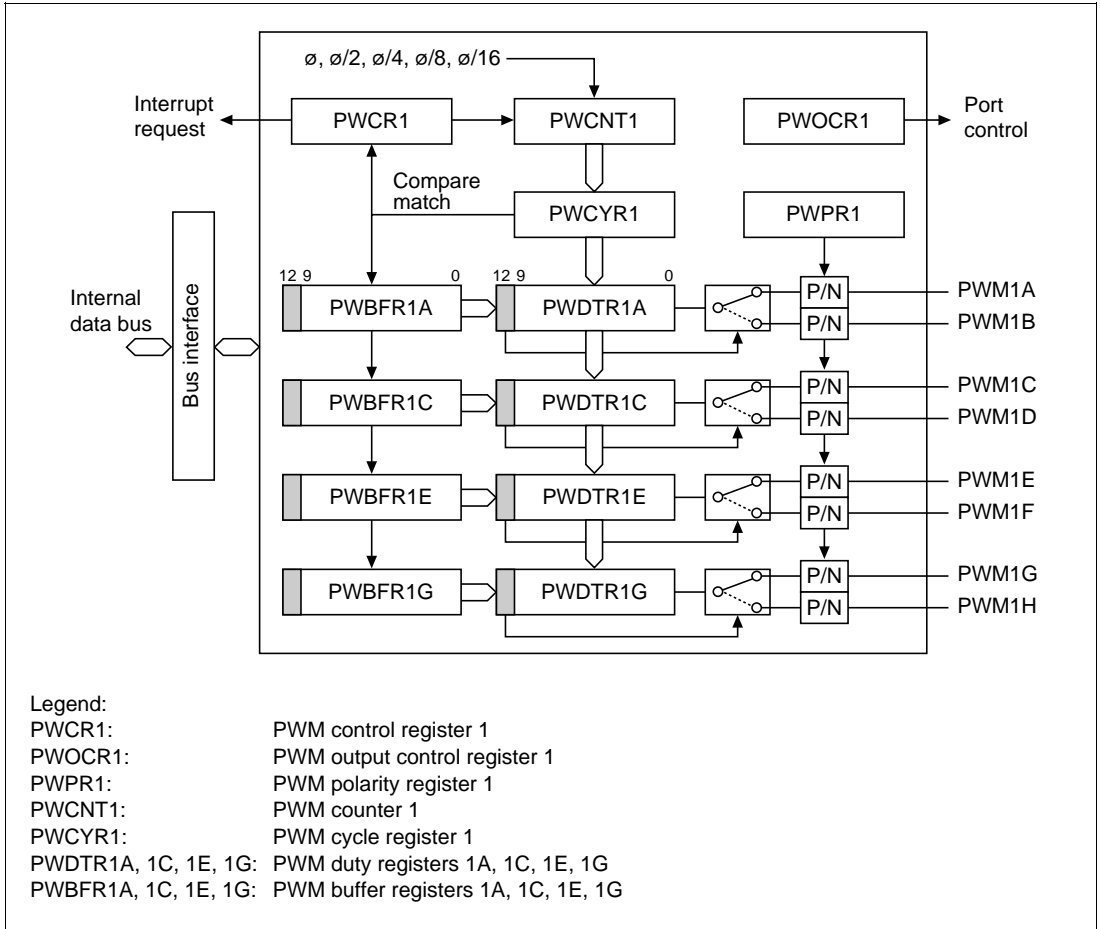 ø, ø/2, ø/4, ø/8, ø/16
Interrupt
request
PWCR1
PWCNT1
PWOCR1
Port
control
Compare
match
PWCYR1
PWPR1
12 9 0
12 9 0
Internal
data bus
Bus interface
PWBFR1A
PWDTR1A
P/N
PWM1A
P/N
PWM1B
PWBFR1C
PWDTR1C
P/N
PWM1C
P/N
PWM1D
PWBFR1E
PWDTR1E
P/N
PWM1E
P/N
PWM1F
PWBFR1G
PWDTR1G
P/N
PWM1G
P/N
PWM1H
Legend:
PWCR1: PWM control register 1
PWOCR1: PWM output control register 1
PWPR1: PWM polarity register 1
PWCNT1: PWM counter 1
PWCYR1: PWM cycle register 1
PWDTR1A, 1C, 1E, 1G: PWM duty registers 1A, 1C, 1E, 1G
PWBFR1A, 1C, 1E, 1G: PWM buffer registers 1A, 1C, 1E, 1G